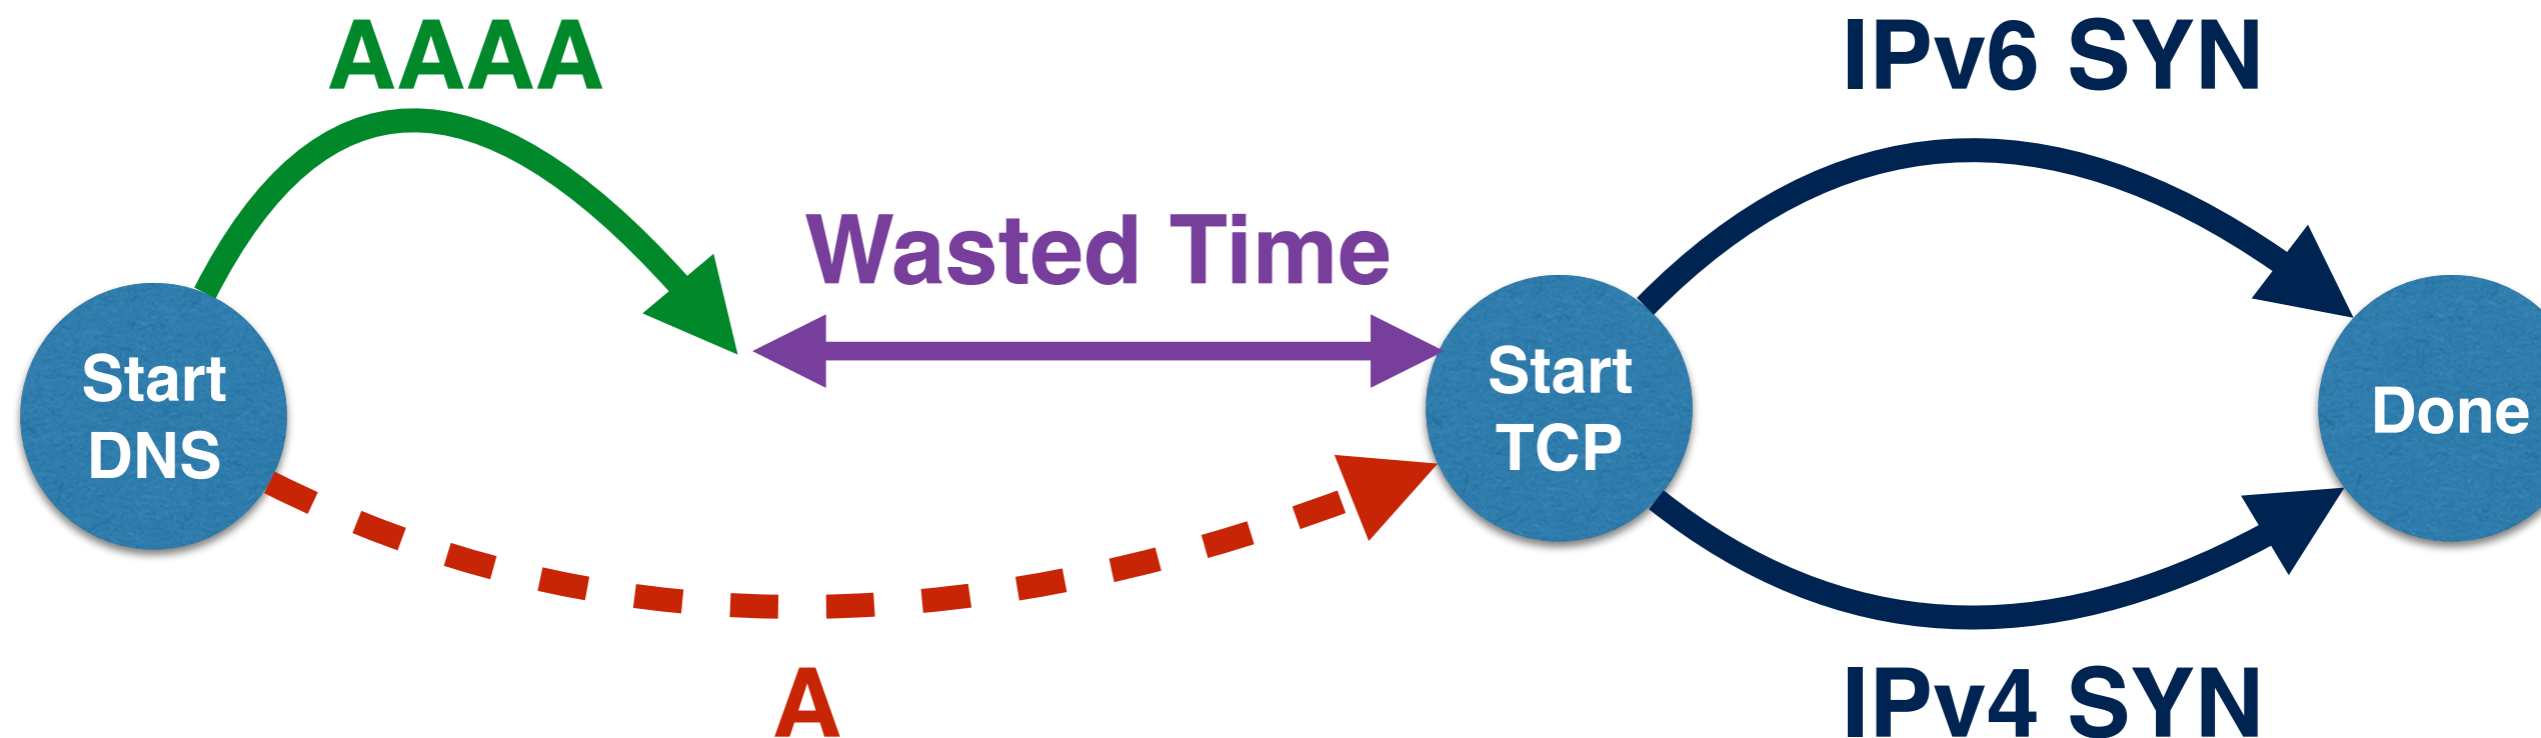 AAAA
IPv6 SYN
Wasted Time
Start
DNS
Start
TCP
Done
A
IPv4 SYN